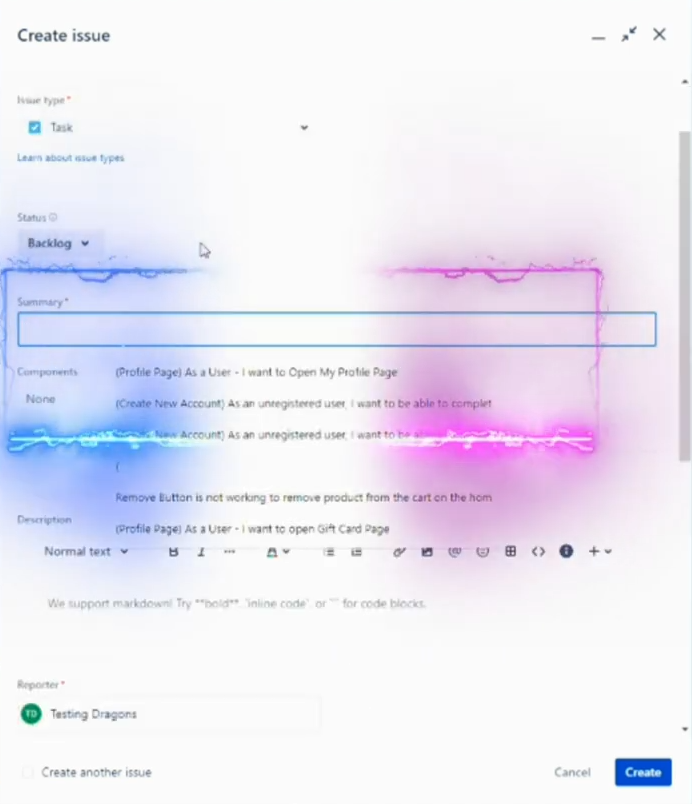 Create issue
Issue type *
Task
Learn about issue types
Status
Backlog
Summary *
Components
(Profile Page) As a User - I want to Open My Profile Page
None
(Create New Account) As an unregistered user, I want to be able to complet
New Account) As an unregistered user, I want to be
(
Remove Button is not working to remove product from the cart on the hom
Description
(Profile Page) As a User - I want to open Gift Card Page
Normal text
We support markdown! Try **bold**, `inline code`, or ``` for code blocks.
Reporter *
TD Testing Dragons
Create another issue
Cancel
Create